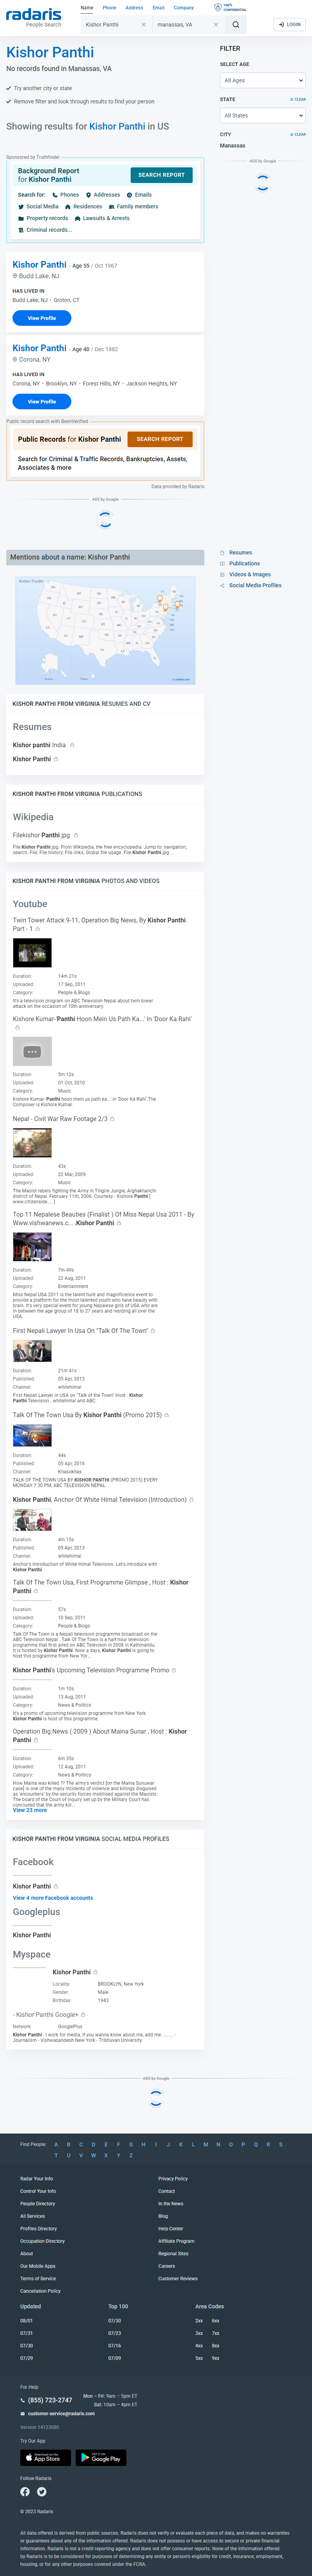 radaris
People Search
Name Phone Address Email Company
100% CONFIDENTIAL
Kishor Panthi
manassas, VA
LOGIN
Kishor Panthi
No records found in Manassas, VA
Try another city or state
Remove filter and look through results to find your person
Showing results for Kishor Panthi in US
FILTER
SELECT AGE
All Ages
STATE CLEAR
All States
CITY CLEAR
Manassas
ADS by Google
Sponsored by Truthfinder
Background Report
for Kishor Panthi
SEARCH REPORT
Search for: Phones Addresses Emails
Social Media Residences Family members
Property records Lawsuits & Arrests
Criminal records...
Kishor Panthi - Age 55 / Oct 1967
Budd Lake, NJ
HAS LIVED IN
Budd Lake, NJ • Groton, CT
View Profile
Kishor Panthi - Age 40 / Dec 1982
Corona, NY
HAS LIVED IN
Corona, NY • Brooklyn, NY • Forest Hills, NY • Jackson Heights, NY
View Profile
Public record search with BeenVerified
Public Records for Kishor Panthi
SEARCH REPORT
Search for Criminal & Traffic Records, Bankruptcies, Assets,
Associates & more
Data provided by Radaris
ADS by Google
Mentions about a name: Kishor Panthi
Resumes
Publications
Videos & Images
Social Media Profiles
Kishor Panthi
KISHOR PANTHI FROM VIRGINIA RESUMES AND CV
Resumes
Kishor panthi India
Kishor Panthi
KISHOR PANTHI FROM VIRGINIA PUBLICATIONS
Wikipedia
Filekishor Panthi.jpg
File:Kishor Panthi.jpg. From Wikipedia, the free encyclopedia. Jump to: navigation,
search. File; File history; File links; Global file usage. File:Kishor Panthi.jpg ...
KISHOR PANTHI FROM VIRGINIA PHOTOS AND VIDEOS
Youtube
Twin Tower Attack 9-11, Operation Big News, By Kishor Panthi
Part - 1
Duration: 14m 21s
Uploaded: 17 Sep, 2011
Category: People & Blogs
It's a television program on ABC Television Nepal about twin tower
attack on the occasion of 10th anniversary.
Kishore Kumar-'Panthi Hoon Mein Us Path Ka...' In 'Door Ka Rahi'
Duration: 5m 12s
Uploaded: 01 Oct, 2010
Category: Music
Kishore Kumar-'Panthi hoon mein us path ka...' in 'Door Ka Rahi'.The
Composer is Kishore Kumar.
Nepal - Civil War Raw Footage 2/3
Duration: 43s
Uploaded: 22 Mar, 2009
Category: Music
The Maoist rebels fighting the Army in Tingire Jungle, Arghakhanchi
district of Nepal. February 11th, 2006. Courtesy - Kishore Panthi [
www.citizenside.... ]
Top 11 Nepalese Beauties (Finalist ) Of Miss Nepal Usa 2011 - By
Www.vishwanews.c... ,Kishor Panthi
Duration: 7m 49s
Uploaded: 22 Aug, 2011
Category: Entertainment
Miss Nepal USA 2011 is the talent hunt and magnificence event to
provide a platform for the most talented youth who have beauty with
brain. It's very special event for young Nepalese girls of USA who are
in between the age group of 18 to 27 years and residing all over the
USA.
First Nepali Lawyer In Usa On "Talk Of The Town"
Duration: 21m 41s
Published: 05 Apr, 2013
Channel: whitehimal
First Nepali Lawyer in USA on "Talk of the Town" Host : Kishor
Panthi Television : whitehimal and ABC.
Talk Of The Town Usa By Kishor Panthi (Promo 2015)
Duration: 44s
Published: 05 Apr, 2016
Channel: Khasokhas
TALK OF THE TOWN USA BY KISHOR PANTHI (PROMO 2015) EVERY
MONDAY 7:30 PM, ABC TELEVISION NEPAL.
Kishor Panthi, Anchor Of White Himal Television (Introduction)
Duration: 4m 15s
Published: 05 Apr, 2013
Channel: whitehimal
Anchor's Introduction of White Himal Television. Let's introduce with
Kishor Panthi.
Talk Of The Town Usa, First Programme Glimpse , Host : Kishor
Panthi
Duration: 57s
Uploaded: 10 Sep, 2011
Category: People & Blogs
Talk Of The Town is a Nepal television programme broadcast on the
ABC Television Nepal . Talk Of The Town is a half hour television
programme that first aired on ABC Television in 2008 in Kathmandu.
It is hosted by Kishor Panthi. Now a days, Kishor Panthi is going to
host this programme from New Yor...
Kishor Panthi's Upcoming Television Programme Promo
Duration: 1m 10s
Uploaded: 13 Aug, 2011
Category: News & Politics
It's a promo of upcoming television programme from New York.
Kishor Panthi is host of this programme.
Operation Big News ( 2009 ) About Maina Sunar , Host : Kishor
Panthi
Duration: 6m 35s
Uploaded: 12 Aug, 2011
Category: News & Politics
How Maina was killed ?? The army's verdict [on the Maina Sunuwar
case] is one of the many incidents of violence and killings disguised
as 'encounters' by the security forces mobilised against the Maoists.
The board of the Court of Inquiry set up by the Military Court has
concluded that the army kill...
View 23 more
KISHOR PANTHI FROM VIRGINIA SOCIAL MEDIA PROFILES
Facebook
Kishor Panthi
View 4 more Facebook accounts
Googleplus
Kishor Panthi
Myspace
Kishor Panthi
Locality: BROOKLYN, New York
Gender: Male
Birthday: 1943
- Kishor Panthi Google+
Network: GooglePlus
Kishor Panthi - I work for media, if you wanna know about me, add me.......... -
Journalism - Vishwasandesh New York - Tribhuvan University.
ADS by Google
Find People: A B C D E F G H I J K L M N O P Q R S
T U V W X Y Z
Radar Your Info Privacy Policy
Control Your Info Contact
People Directory In the News
All Services Blog
Profiles Directory Help Center
Occupation Directory Affiliate Program
About Regional Sites
Our Mobile Apps Careers
Terms of Service Customer Reviews
Cancellation Policy
Updated Top 100 Area Codes
08/01 07/30 2xx 6xx
07/31 07/23 3xx 7xx
07/30 07/16 4xx 8xx
07/29 07/09 5xx 9xx
For Help
(855) 723-2747
Mon – Fri: 9am – 5pm ET
Sat: 10am – 4pm ET
customer-service@radaris.com
Version 14123080
Try Our App
Download on the App Store
GET IT ON Google Play
Follow Radaris
© 2023 Radaris
All data offered is derived from public sources. Radaris does not verify or evaluate each piece of data, and makes no warranties
or guarantees about any of the information offered. Radaris does not possess or have access to secure or private financial
information. Radaris is not a credit reporting agency and does not offer consumer reports. None of the information offered
by Radaris is to be considered for purposes of determining any entity or person's eligibility for credit, insurance, employment,
housing, or for any other purposes covered under the FCRA.